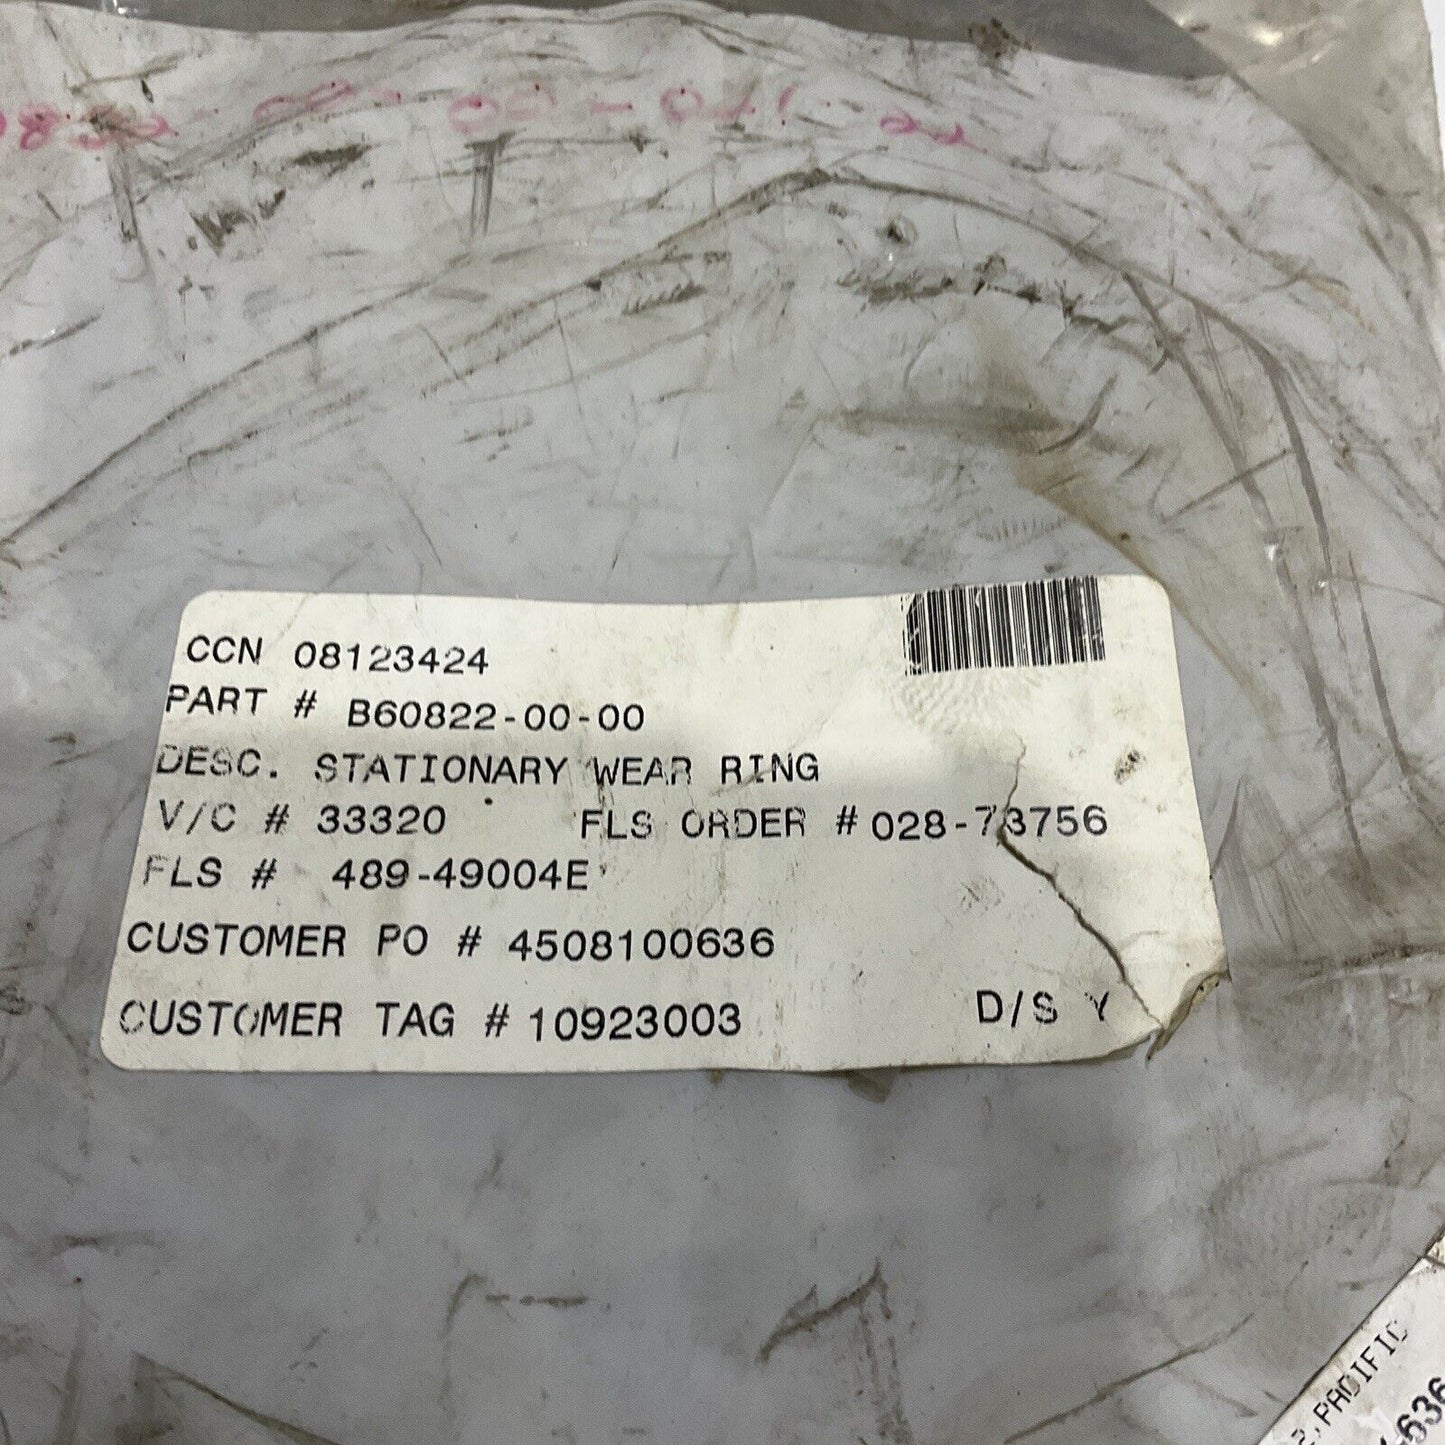 CCN 08123424
PART # B60822-00-00
DESC. STATIONARY WEAR RING
V/C # 33320 FLS ORDER # 028-73756
FLS # 489-49004E
CUSTOMER PO # 4508100636
CUSTOMER TAG # 10923003 D/S Y
PACIFIC
636